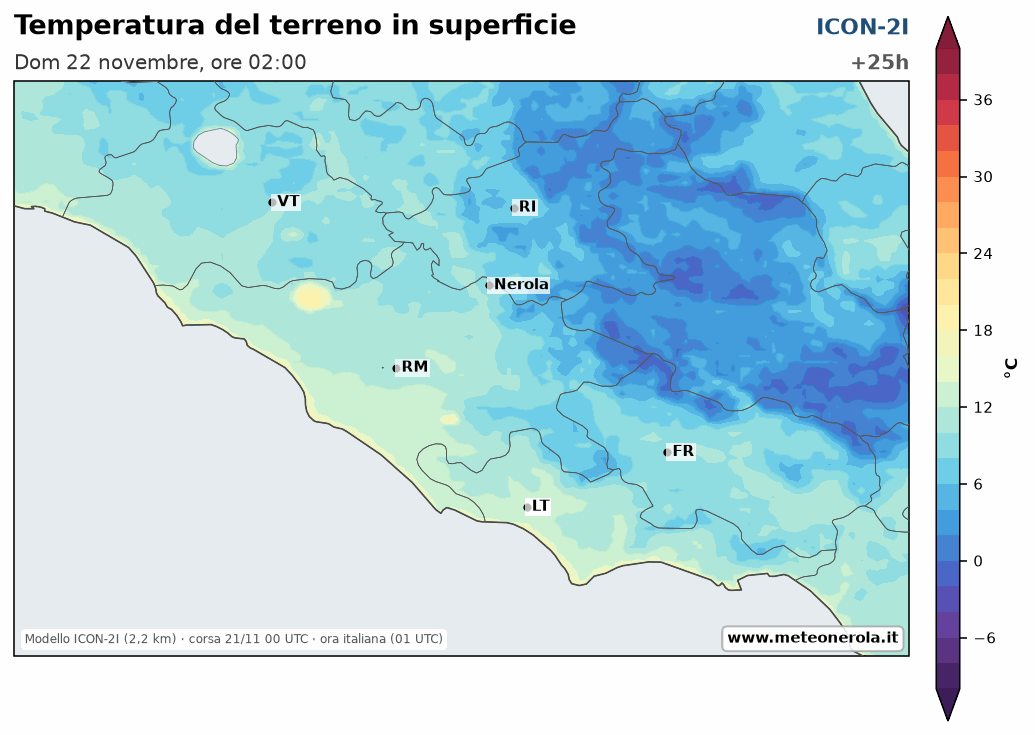 Temperatura del terreno in superficie
ICON-2I
Dom 22 novembre, ore 02:00
+25h
36
30
24
18
12
6
0
−6
°C
VT
RI
Nerola
RM
FR
LT
Modello ICON-2I (2,2 km) · corsa 21/11 00 UTC · ora italiana (01 UTC)
www.meteonerola.it